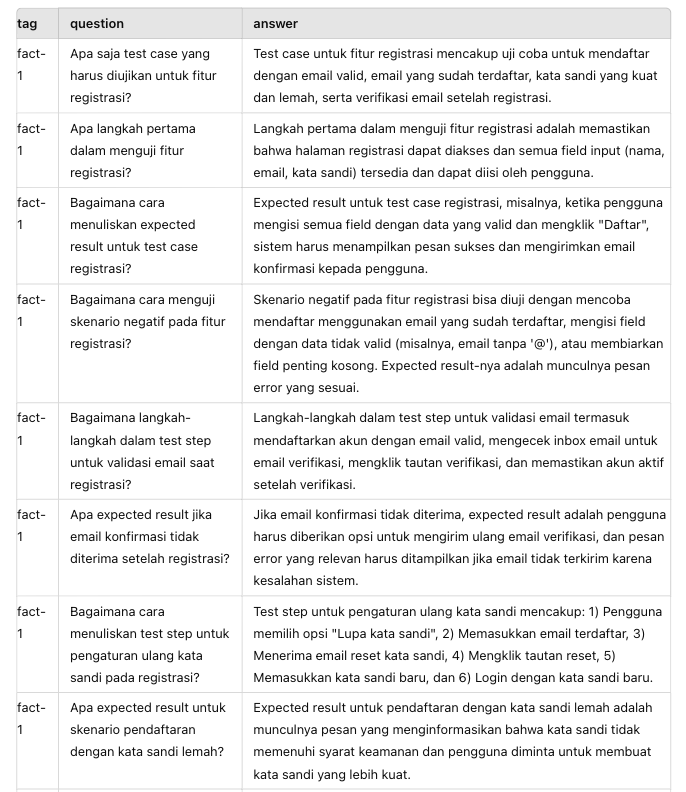 tag question answer
fact- Apa saja test case yang Test case untuk fitur registrasi mencakup uji coba untuk mendaftar
1 harus diujikan untuk fitur dengan email valid, email yang sudah terdaftar, kata sandi yang kuat
registrasi? dan lemah, serta verifikasi email setelah registrasi.
fact- Apa langkah pertama Langkah pertama dalam menguji fitur registrasi adalah memastikan
1 dalam menguji fitur bahwa halaman registrasi dapat diakses dan semua field input (nama,
registrasi? email, kata sandi) tersedia dan dapat diisi oleh pengguna.
fact- Bagaimana cara Expected result untuk test case registrasi, misalnya, ketika pengguna
1 menuliskan expected mengisi semua field dengan data yang valid dan mengklik "Daftar",
result untuk test case sistem harus menampilkan pesan sukses dan mengirimkan email
registrasi? konfirmasi kepada pengguna.
fact- Bagaimana cara menguji Skenario negatif pada fitur registrasi bisa diuji dengan mencoba
1 skenario negatif pada fitur mendaftar menggunakan email yang sudah terdaftar, mengisi field
registrasi? dengan data tidak valid (misalnya, email tanpa '@'), atau membiarkan
field penting kosong. Expected result-nya adalah munculnya pesan
error yang sesuai.
fact- Bagaimana langkah- Langkah-langkah dalam test step untuk validasi email termasuk
1 langkah dalam test step mendaftarkan akun dengan email valid, mengecek inbox email untuk
untuk validasi email saat email verifikasi, mengklik tautan verifikasi, dan memastikan akun aktif
registrasi? setelah verifikasi.
fact- Apa expected result jika Jika email konfirmasi tidak diterima, expected result adalah pengguna
1 email konfirmasi tidak harus diberikan opsi untuk mengirim ulang email verifikasi, dan pesan
diterima setelah registrasi? error yang relevan harus ditampilkan jika email tidak terkirim karena
kesalahan sistem.
fact- Bagaimana cara Test step untuk pengaturan ulang kata sandi mencakup: 1) Pengguna
1 menuliskan test step untuk memilih opsi "Lupa kata sandi", 2) Memasukkan email terdaftar, 3)
pengaturan ulang kata Menerima email reset kata sandi, 4) Mengklik tautan reset, 5)
sandi pada registrasi? Memasukkan kata sandi baru, dan 6) Login dengan kata sandi baru.
fact- Apa expected result untuk Expected result untuk pendaftaran dengan kata sandi lemah adalah
1 skenario pendaftaran munculnya pesan yang menginformasikan bahwa kata sandi tidak
dengan kata sandi lemah? memenuhi syarat keamanan dan pengguna diminta untuk membuat
kata sandi yang lebih kuat.